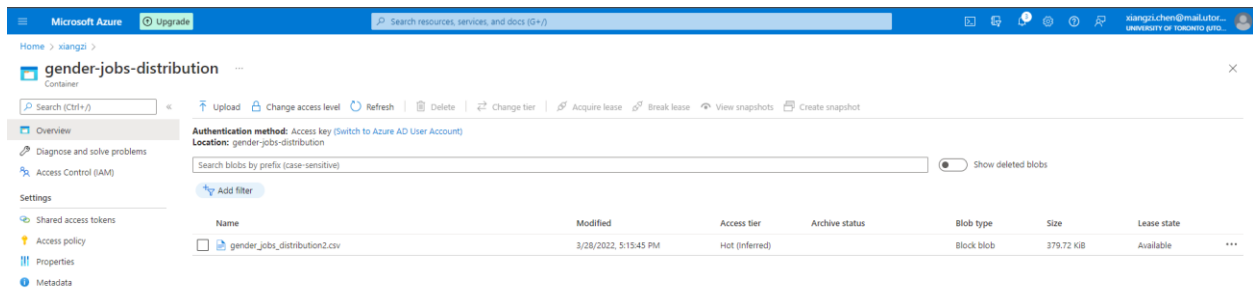 Microsoft Azure Upgrade Search resources, services, and docs (G+/) 1 xiangzi.chen@mail.utor...
UNIVERSITY OF TORONTO (UTO...
Home > xiangzi >
gender-jobs-distribution ...
Container
Search (Ctrl+/) « Upload Change access level Refresh Delete Change tier Acquire lease Break lease View snapshots Create snapshot
Overview
Authentication method: Access key (Switch to Azure AD User Account)
Diagnose and solve problems
Location: gender-jobs-distribution
Access Control (IAM)
Search blobs by prefix (case-sensitive) Show deleted blobs
Settings
Add filter
Shared access tokens
Name Modified Access tier Archive status Blob type Size Lease state
Access policy
gender_jobs_distribution2.csv 3/28/2022, 5:15:45 PM Hot (Inferred) Block blob 379.72 KiB Available ...
Properties
Metadata